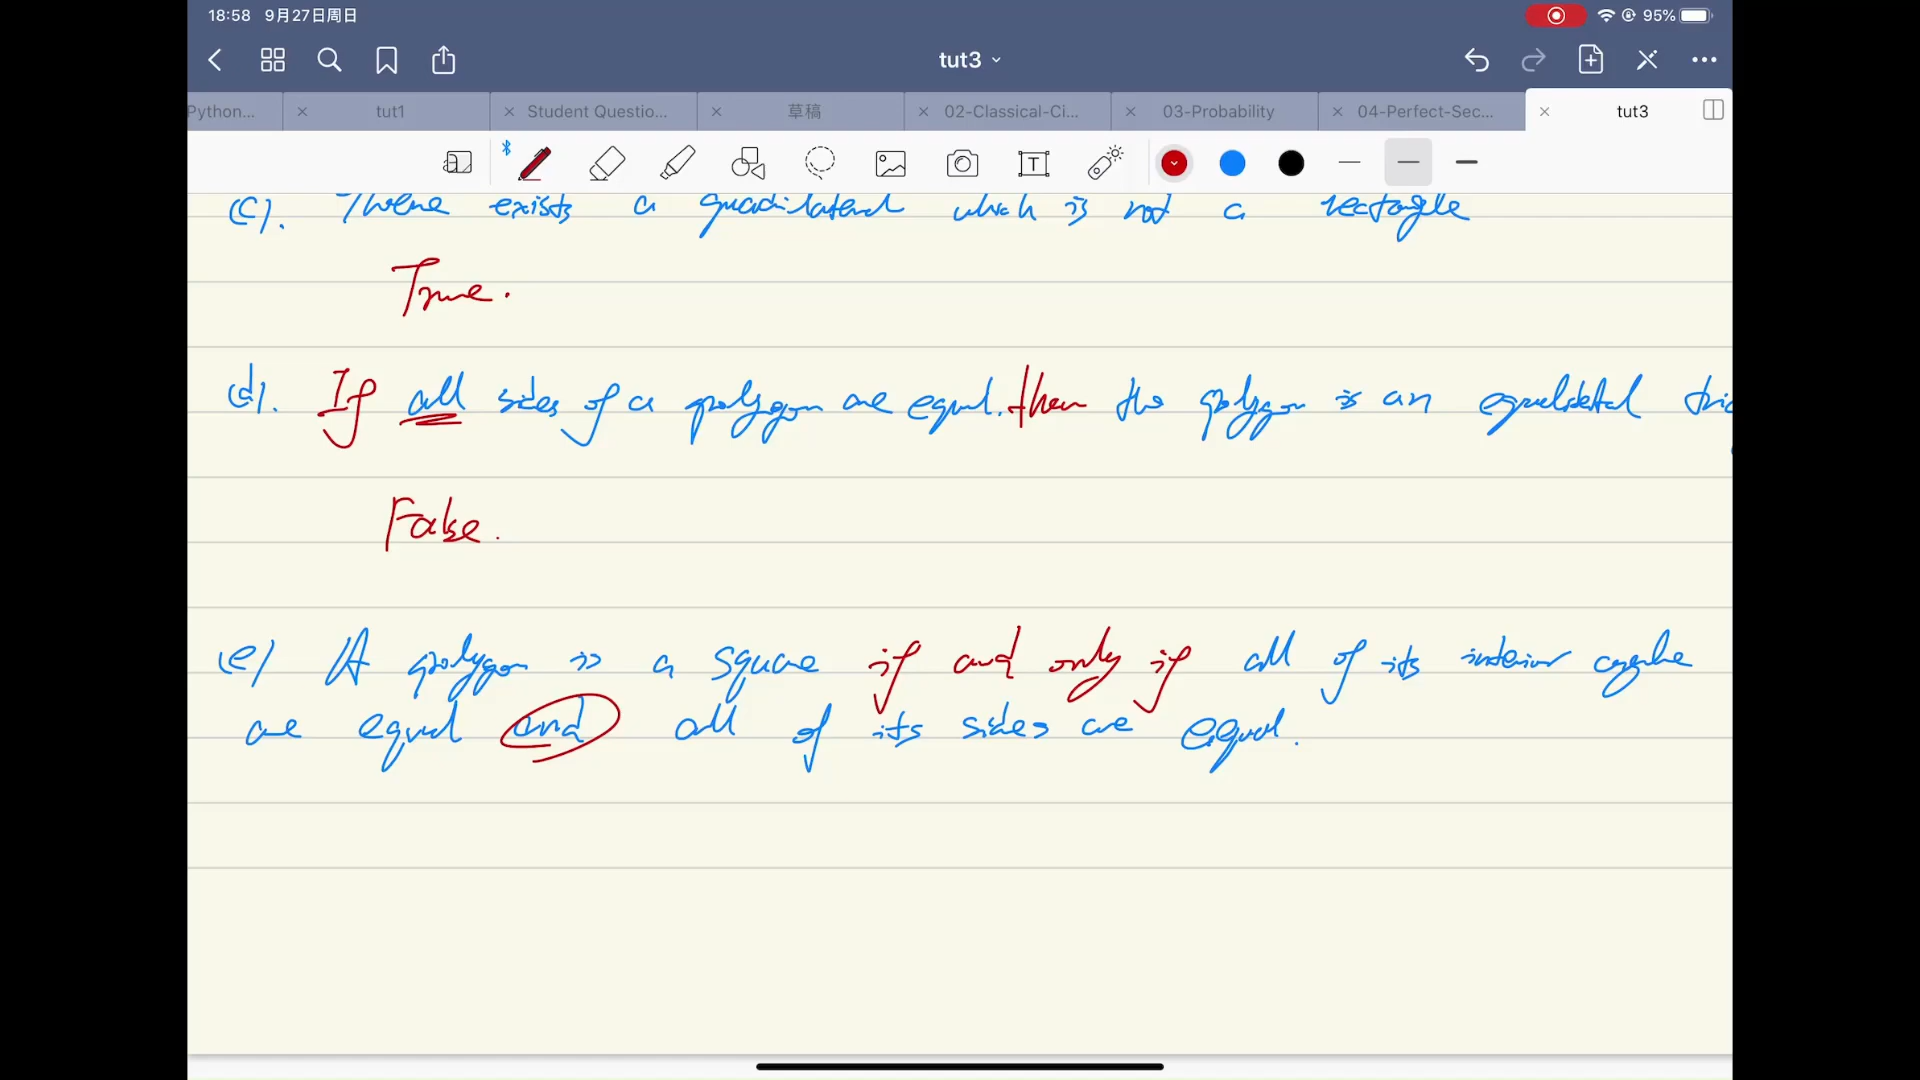 18:58 9月27日周日 95%
tut3
Python... tut1 Student Questio... 草稿 02-Classical-Ci... 03-Probability 04-Perfect-Sec... tut3
(c). There exists a quadrilateral which is not a rectangle
True.
(d). If all sides of a polygon are equal. then the polygon is an equilateral
False.
(e) A polygon is a square if and only if all of its interior angle
are equal and all of its sides are equal.